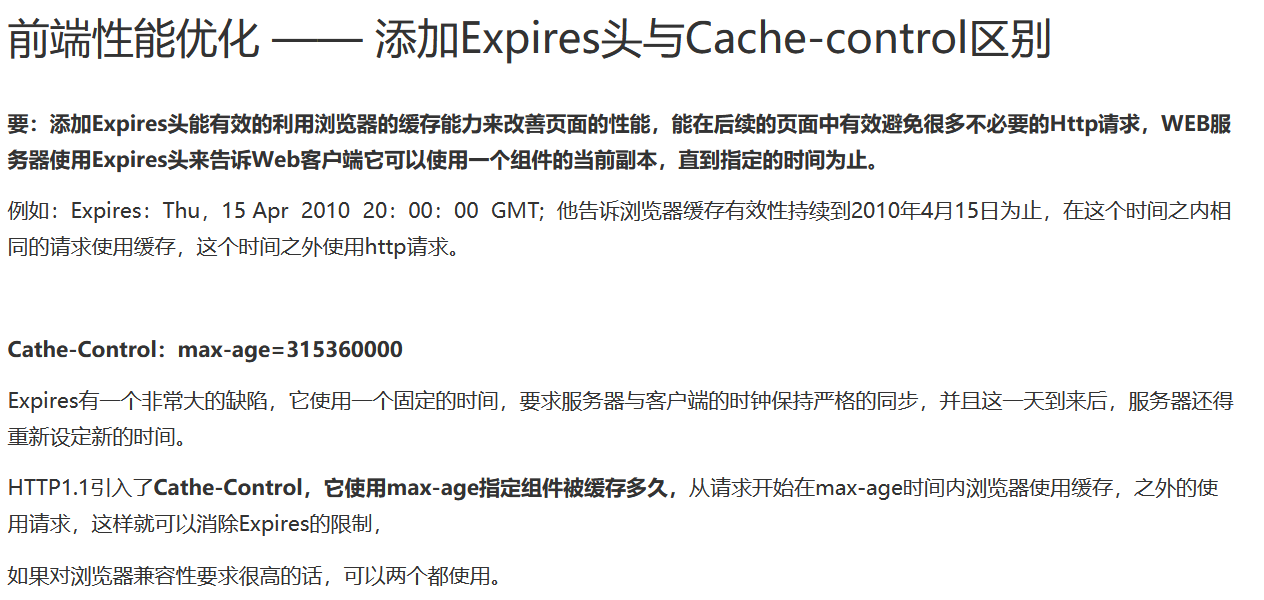 前端性能优化 —— 添加Expires头与Cache-control区别
要：添加Expires头能有效的利用浏览器的缓存能力来改善页面的性能，能在后续的页面中有效避免很多不必要的Http请求，WEB服
务器使用Expires头来告诉Web客户端它可以使用一个组件的当前副本，直到指定的时间为止。
例如：Expires：Thu，15 Apr 2010 20：00：00 GMT; 他告诉浏览器缓存有效性持续到2010年4月15日为止，在这个时间之内相
同的请求使用缓存，这个时间之外使用http请求。
Cathe-Control：max-age=315360000
Expires有一个非常大的缺陷，它使用一个固定的时间，要求服务器与客户端的时钟保持严格的同步，并且这一天到来后，服务器还得
重新设定新的时间。
HTTP1.1引入了Cathe-Control，它使用max-age指定组件被缓存多久，从请求开始在max-age时间内浏览器使用缓存，之外的使
用请求，这样就可以消除Expires的限制，
如果对浏览器兼容性要求很高的话，可以两个都使用。